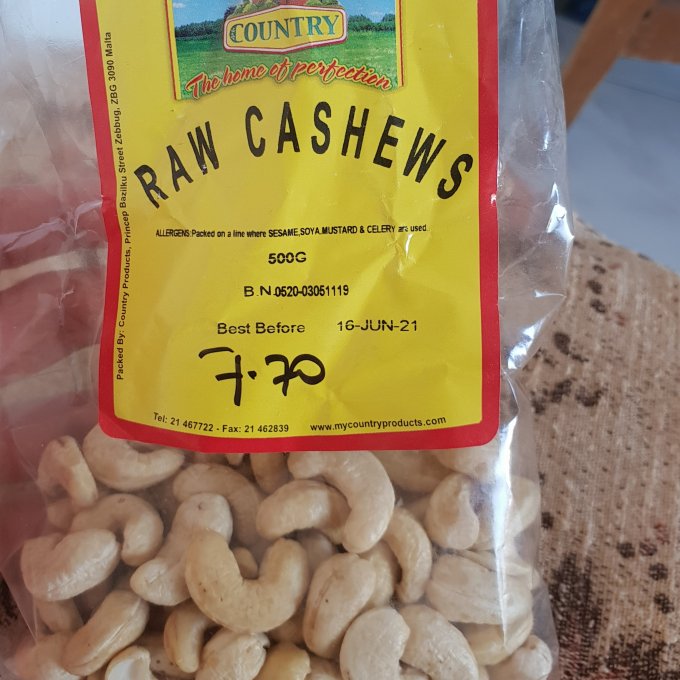 COUNTRY
The home of perfection
RAW CASHEWS
ALLERGENS:Packed on a line where SESAME,SOYA,MUSTARD & CELERY are used
500G
B.N.0520-03051119
Best Before 16-JUN-21
7.70
Tel: 21 467722 - Fax: 21 462839 www.mycountryproducts.com
Packed By: Country Products, Princep Bazilku Street Zebbug, ZBG 3090 Malta